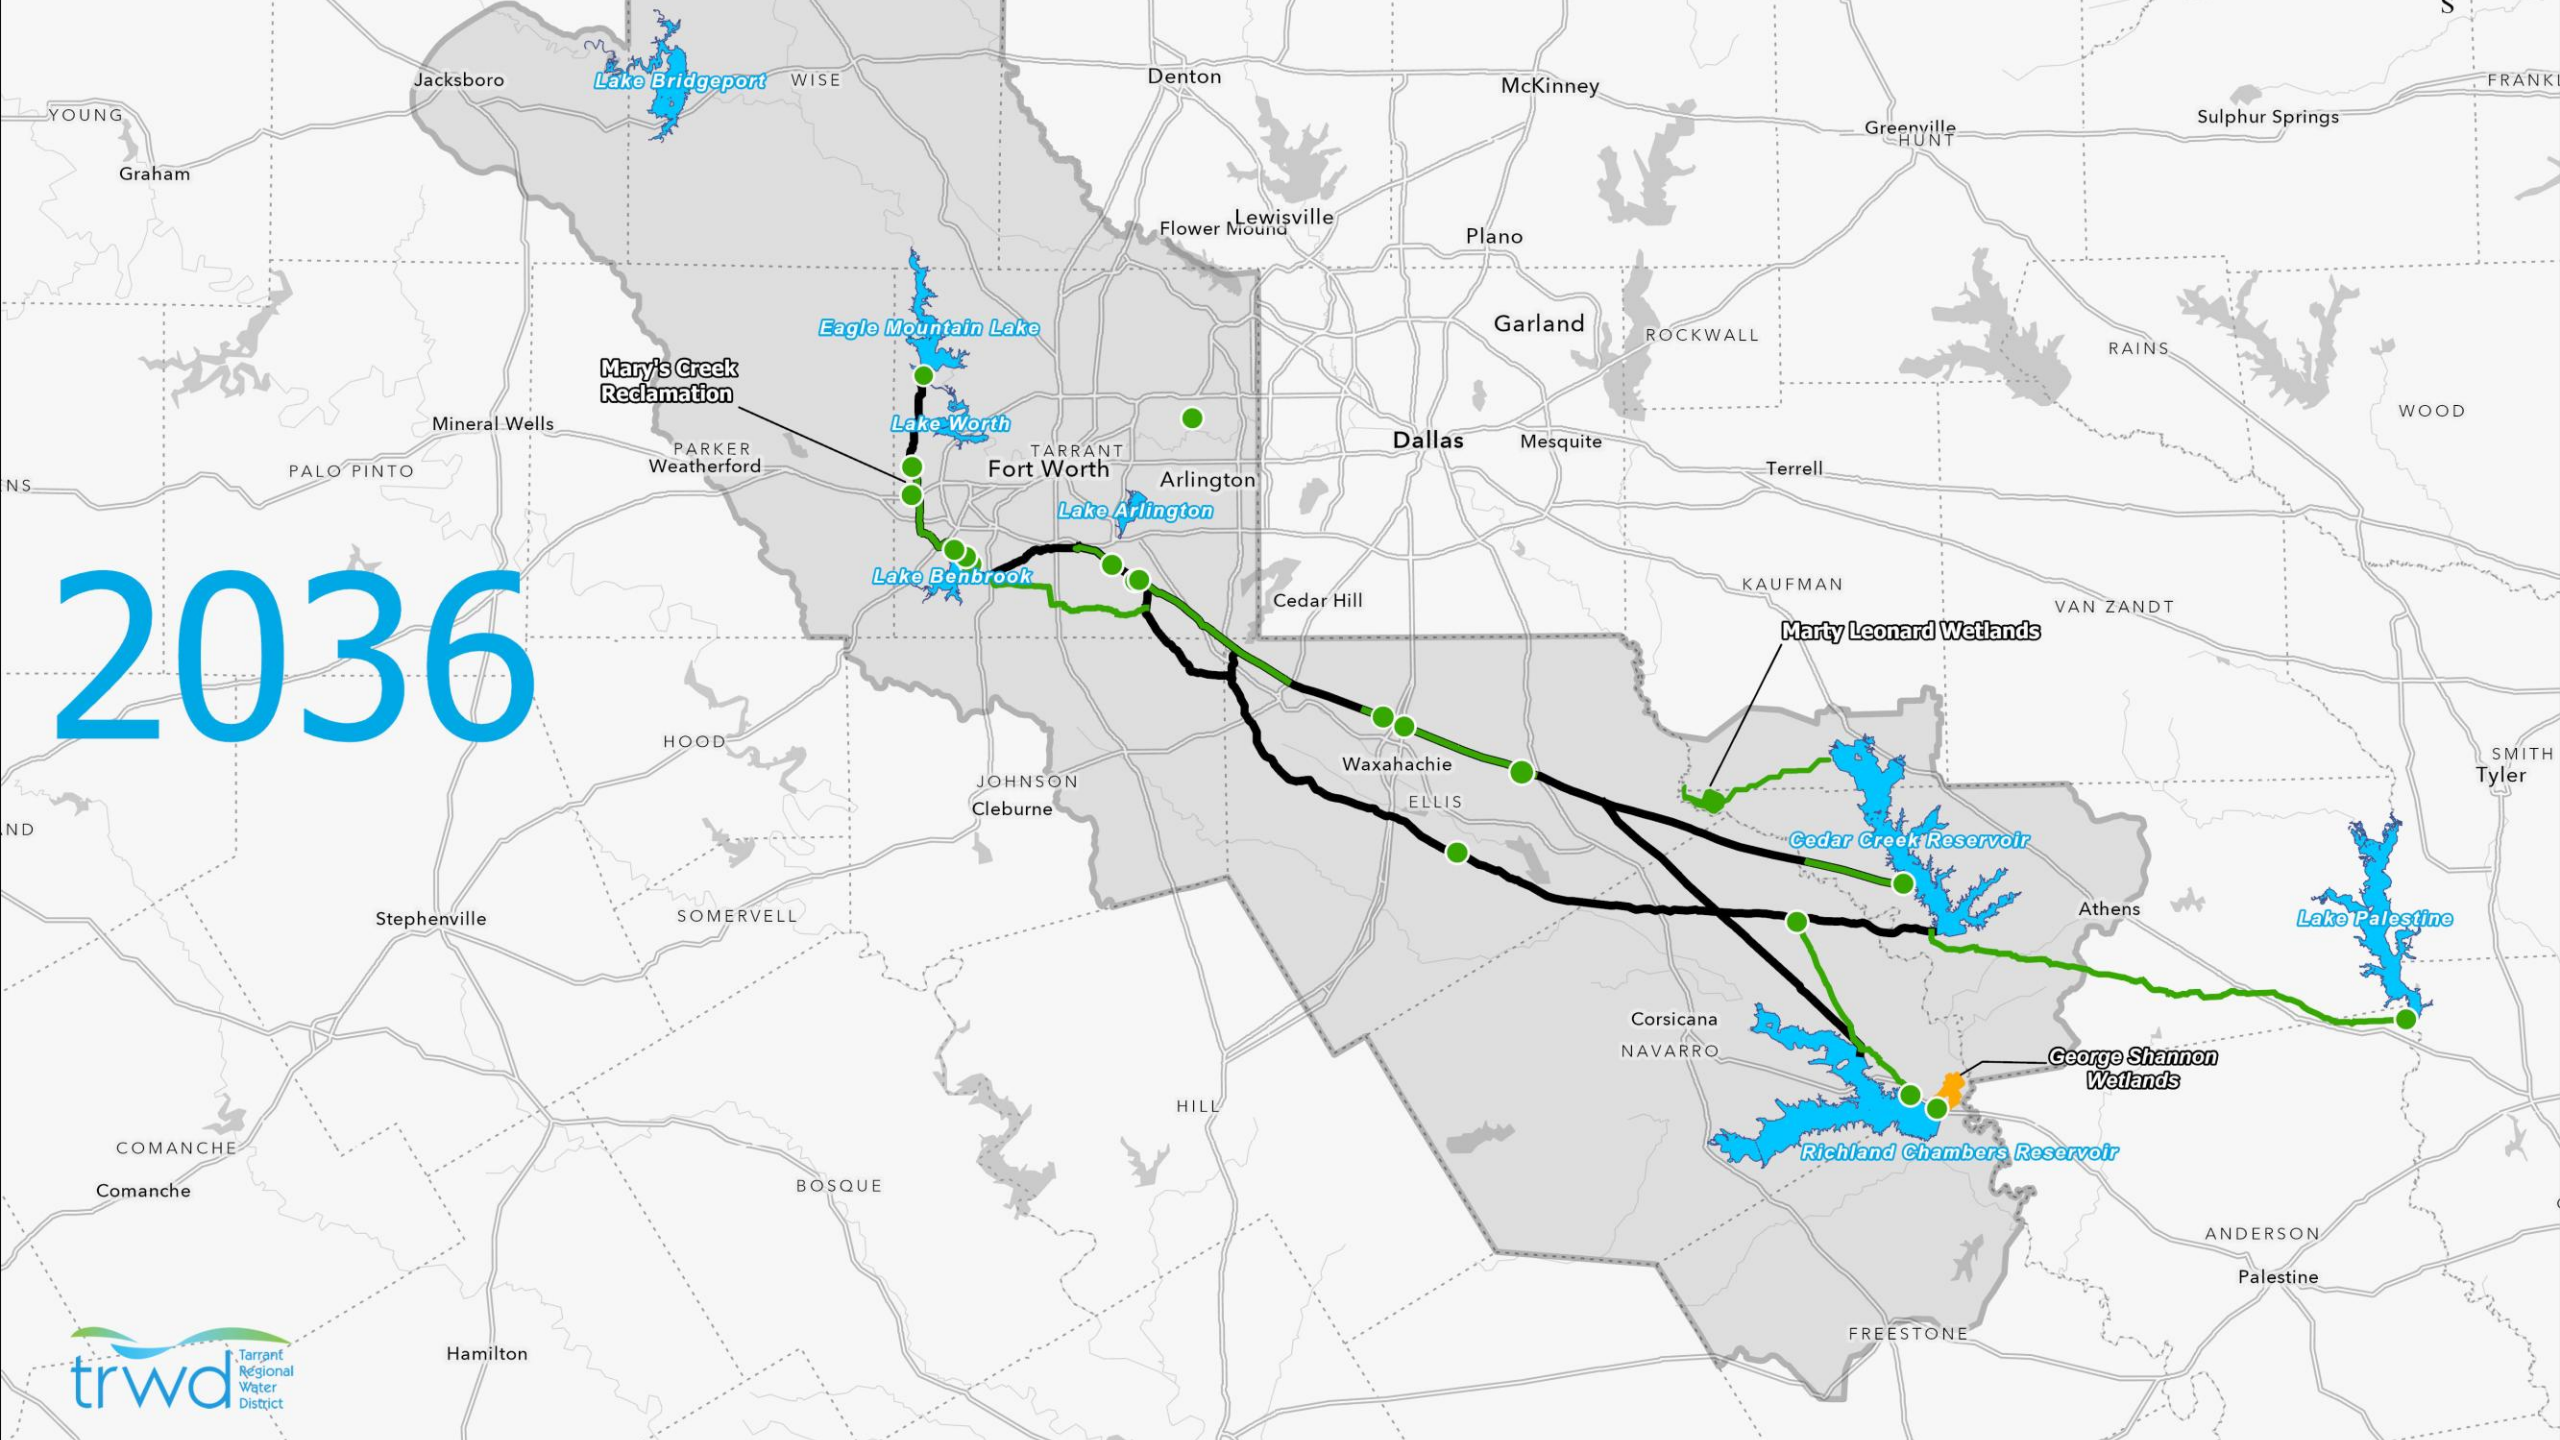 S
Jacksboro
Lake Bridgeport
WISE
Denton
McKinney
FRANKL
YOUNG
Sulphur Springs
Greenville
HUNT
Graham
Lewisville
Flower Mound
Plano
Eagle Mountain Lake
Garland
ROCKWALL
RAINS
Mary's Creek
Reclamation
Mineral Wells
Lake Worth
WOOD
Dallas
Mesquite
PARKER
Weatherford
TARRANT
Fort Worth
PALO PINTO
Terrell
Arlington
NS
Lake Arlington
Lake Benbrook
KAUFMAN
Cedar Hill
VAN ZANDT
2036
Marty Leonard Wetlands
HOOD
SMITH
Tyler
Waxahachie
JOHNSON
Cleburne
ELLIS
ND
Cedar Creek Reservoir
Athens
Stephenville
SOMERVELL
Lake Palestine
Corsicana
NAVARRO
George Shannon
Wetlands
HILL
COMANCHE
Richland Chambers Reservoir
BOSQUE
Comanche
ANDERSON
Palestine
FREESTONE
Hamilton
trwd
Tarrant
Regional
Water
District